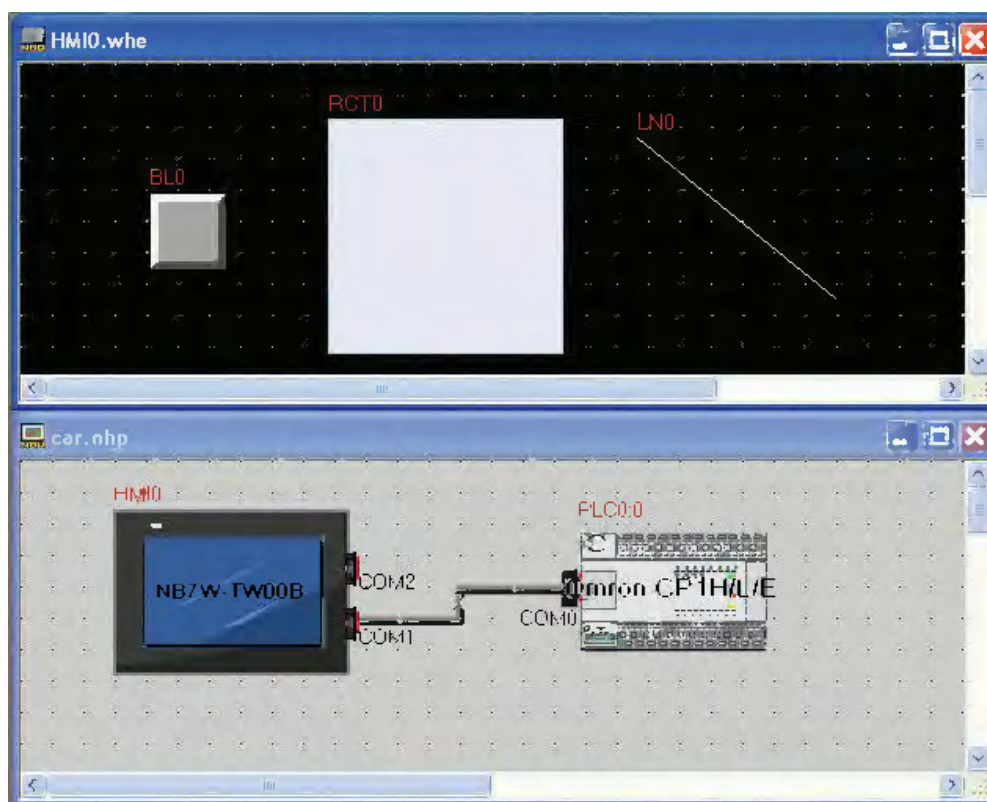 HMI0.whe
RCT0
LN0
BL0
car.nhp
HMI0
PLC0:0
NB7W-TW00B
COM2
Omron CP1H/L/E
COM0
COM1